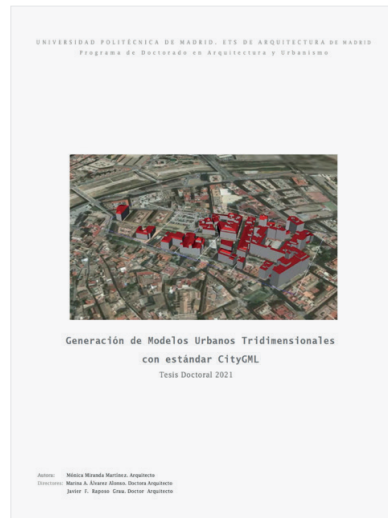 UNIVERSIDAD POLITÉCNICA DE MADRID. ETS DE ARQUITECTURA DE MADRID
Programa de Doctorado en Arquitectura y Urbanismo
Generación de Modelos Urbanos Tridimensionales
con estándar CityGML
Tesis Doctoral 2021
Autora: Mónica Miranda Martínez. Arquitecto
Directores: Marina A. Álvarez Alonso. Doctora Arquitecto
Javier F. Raposo Grau. Doctor Arquitecto